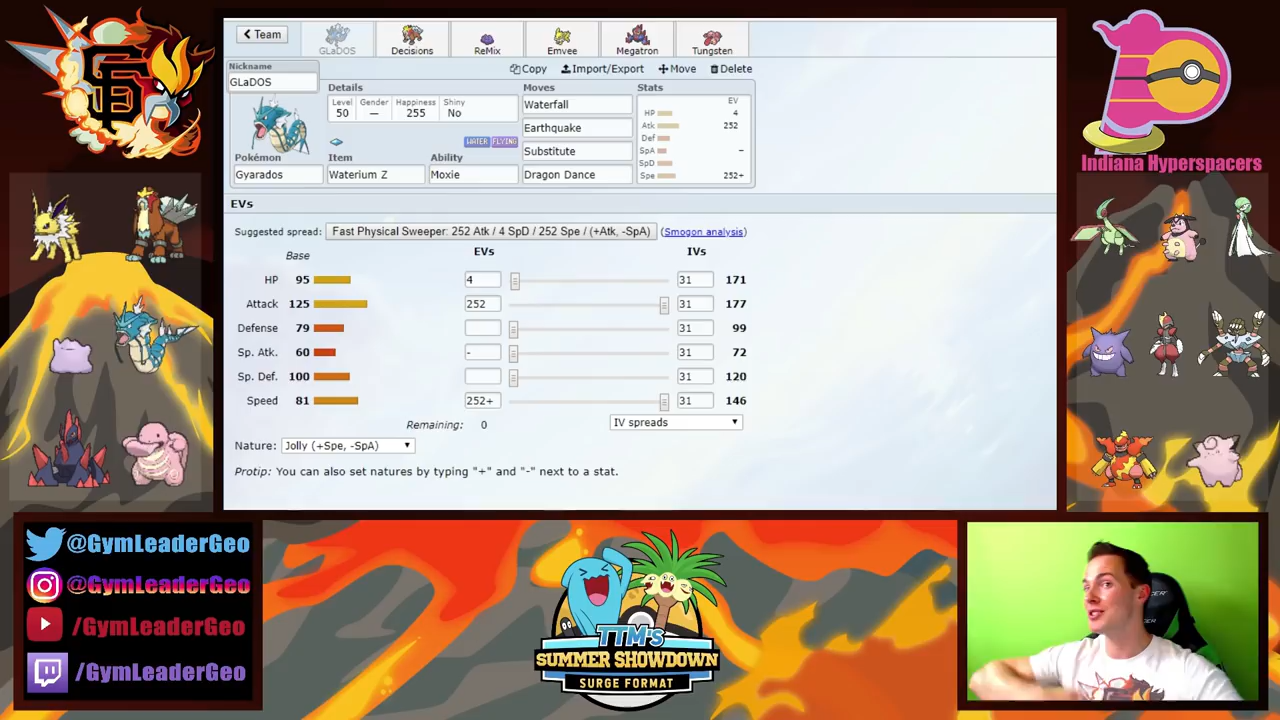 Team
GLaDOS
Decisions
ReMix
Emvee
Megatron
Tungsten
Copy Import/Export Move Delete
Nickname
GLaDOS
Details
Level Gender Happiness Shiny
50 — 255 No
WATER FLYING
Pokémon
Gyarados
Item
Waterium Z
Ability
Moxie
Moves
Waterfall
Earthquake
Substitute
Dragon Dance
Stats
EV
HP 4
Atk 252
Def
SpA -
SpD
Spe 252+
EVs
Suggested spread: Fast Physical Sweeper: 252 Atk / 4 SpD / 252 Spe / (+Atk, -SpA) (Smogon analysis)
Base EVs IVs
HP 95 4 31 171
Attack 125 252 31 177
Defense 79 31 99
Sp. Atk. 60 - 31 72
Sp. Def. 100 31 120
Speed 81 252+ 31 146
Remaining: 0 IV spreads
Nature: Jolly (+Spe, -SpA)
Protip: You can also set natures by typing "+" and "-" next to a stat.
SF
Indiana Hyperspacers
@GymLeaderGeo
@GymLeaderGeo
/GymLeaderGeo
/GymLeaderGeo
TTM's
SUMMER SHOWDOWN
SURGE FORMAT